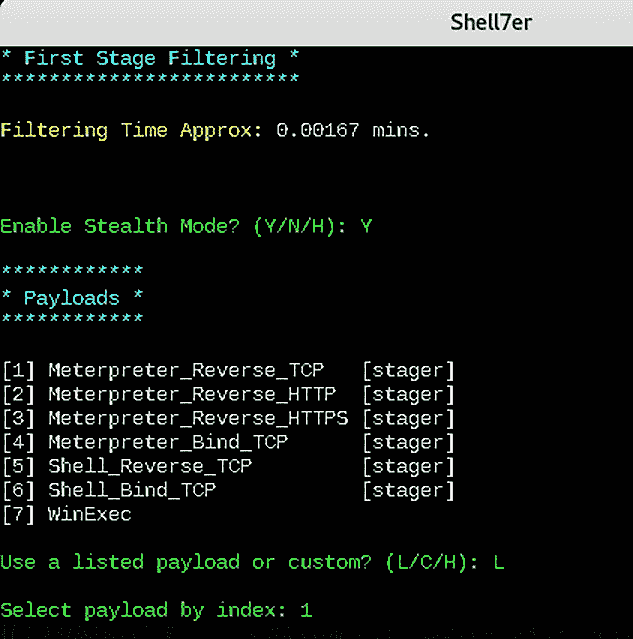 Shell7er
* First Stage Filtering *
*************************
Filtering Time Approx: 0.00167 mins.
Enable Stealth Mode? (Y/N/H): Y
************
* Payloads *
************
[1] Meterpreter_Reverse_TCP   [stager]
[2] Meterpreter_Reverse_HTTP  [stager]
[3] Meterpreter_Reverse_HTTPS [stager]
[4] Meterpreter_Bind_TCP      [stager]
[5] Shell_Reverse_TCP         [stager]
[6] Shell_Bind_TCP            [stager]
[7] WinExec
Use a listed payload or custom? (L/C/H): L
Select payload by index: 1